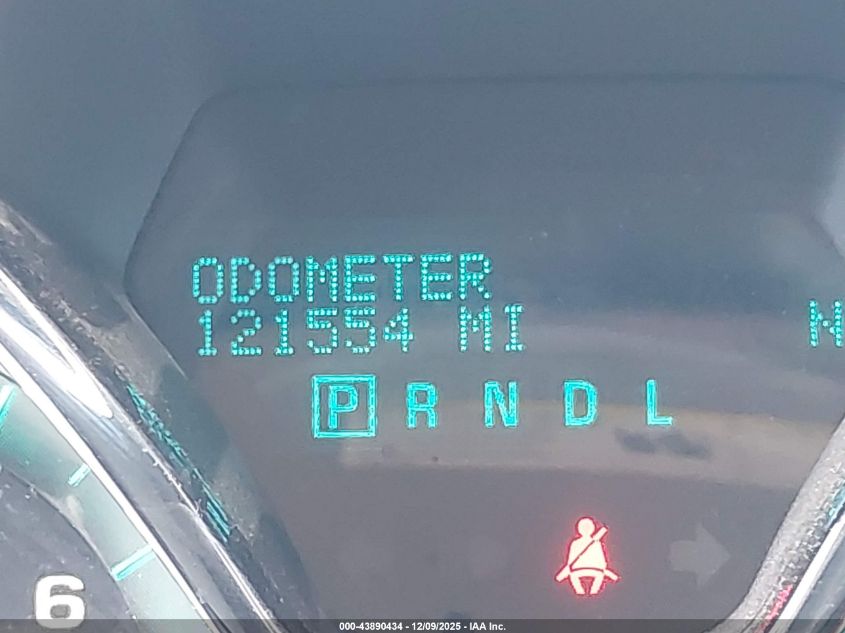 ODOMETER
121554 MI N
P R N D L
6
000-43890434 - 12/09/2025 - IAA Inc.